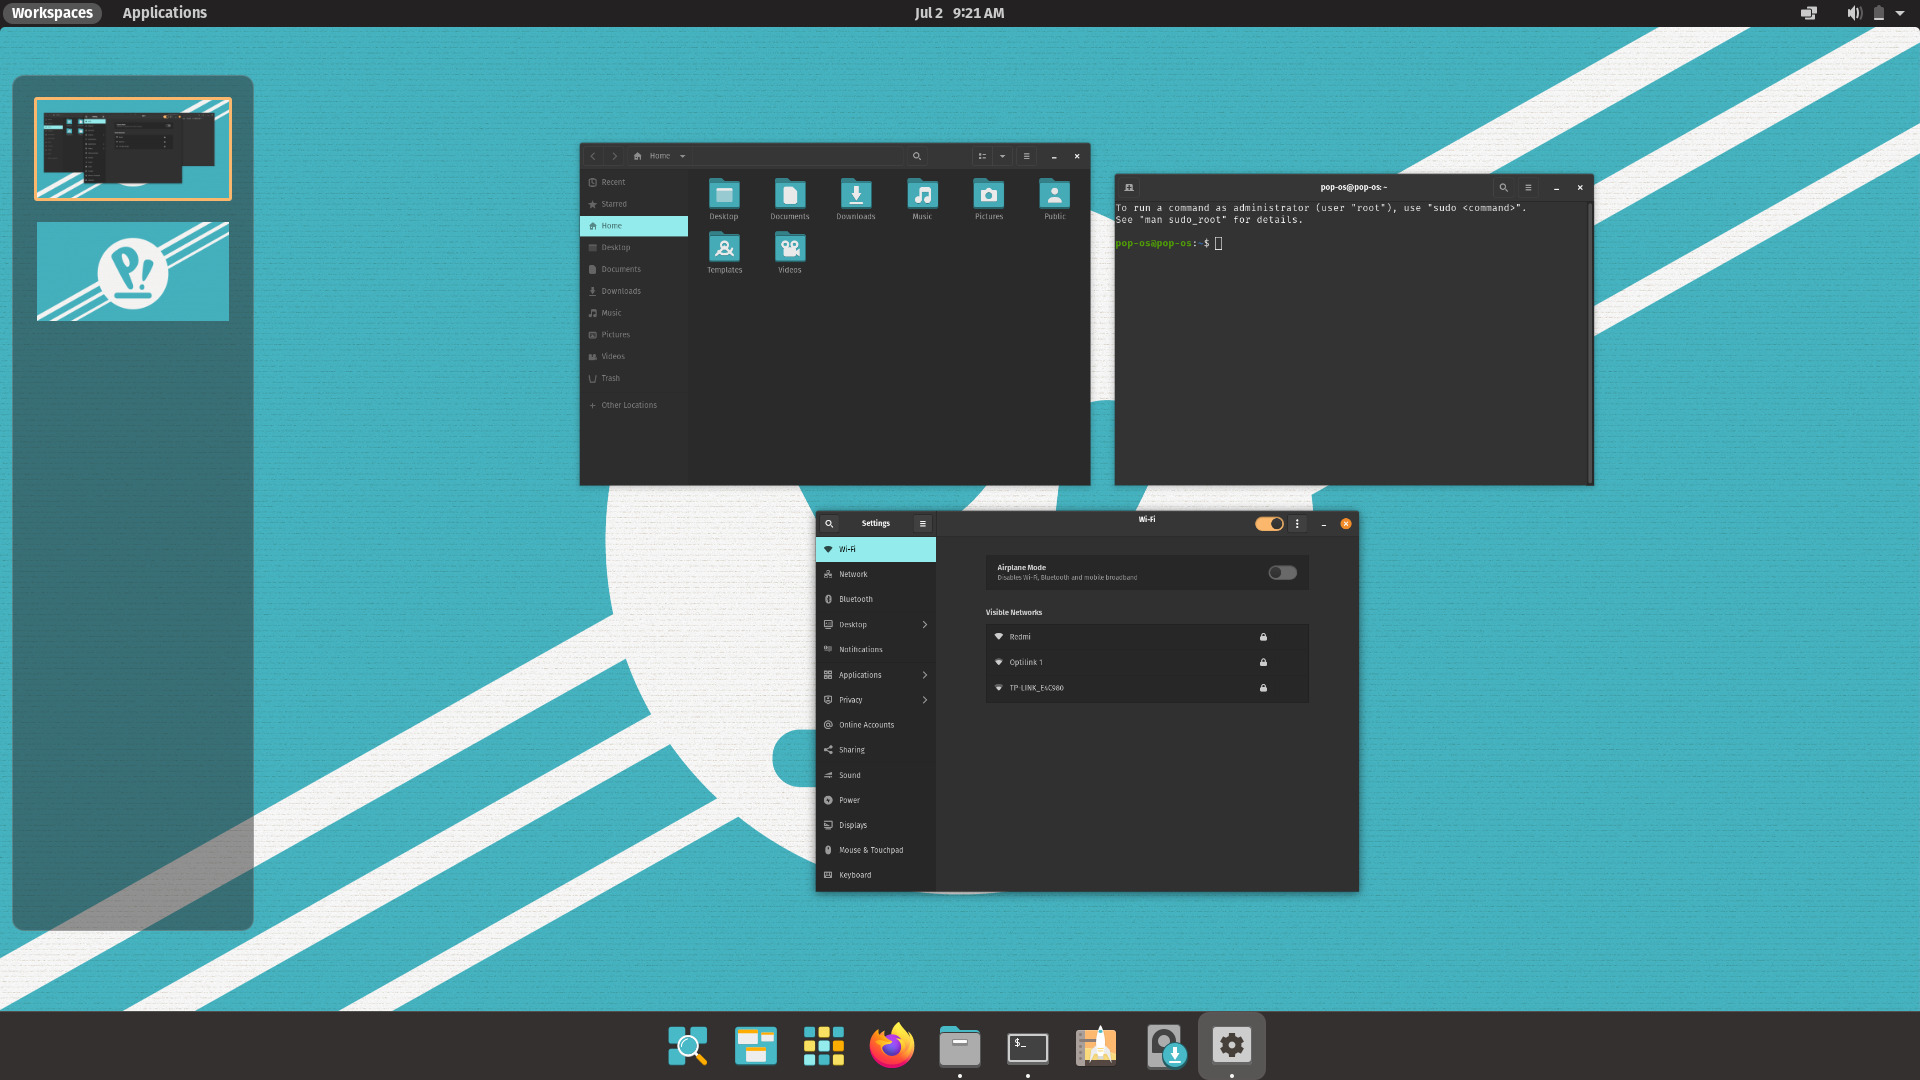 Workspaces Applications Jul 2 9:21 AM
Home
Recent
Starred
Home
Desktop
Documents
Downloads
Music
Pictures
Videos
Trash
Other Locations
Desktop Documents Downloads Music Pictures Public
Templates Videos
pop-os@pop-os: ~
To run a command as administrator (user "root"), use "sudo <command>".
See "man sudo_root" for details.
pop-os@pop-os:~$
Settings
Wi-Fi
Wi-Fi
Network
Bluetooth
Desktop
Notifications
Applications
Privacy
Online Accounts
Sharing
Sound
Power
Displays
Mouse & Touchpad
Keyboard
Airplane Mode
Disables Wi-Fi, Bluetooth and mobile broadband
Visible Networks
Redmi
Optilink 1
TP-LINK_E4C980
P!
$_